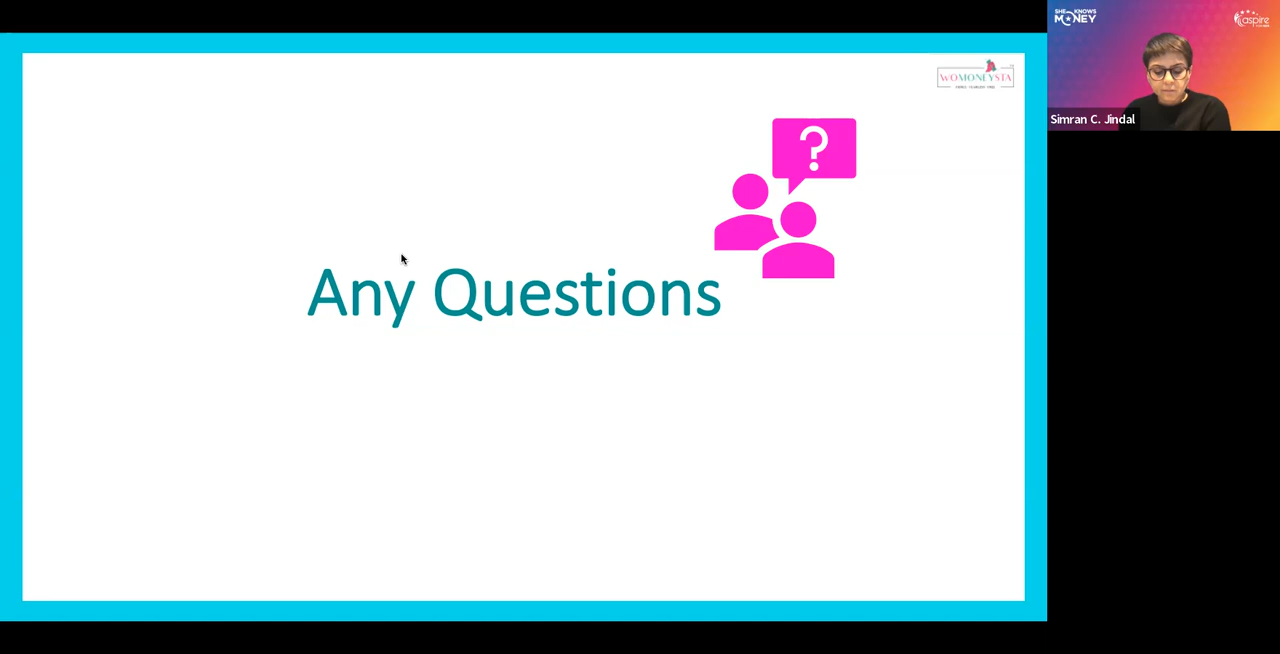 WOMONEYSTA
?
Any Questions
SHE KNOWS
MONEY
aspire
Simran C. Jindal